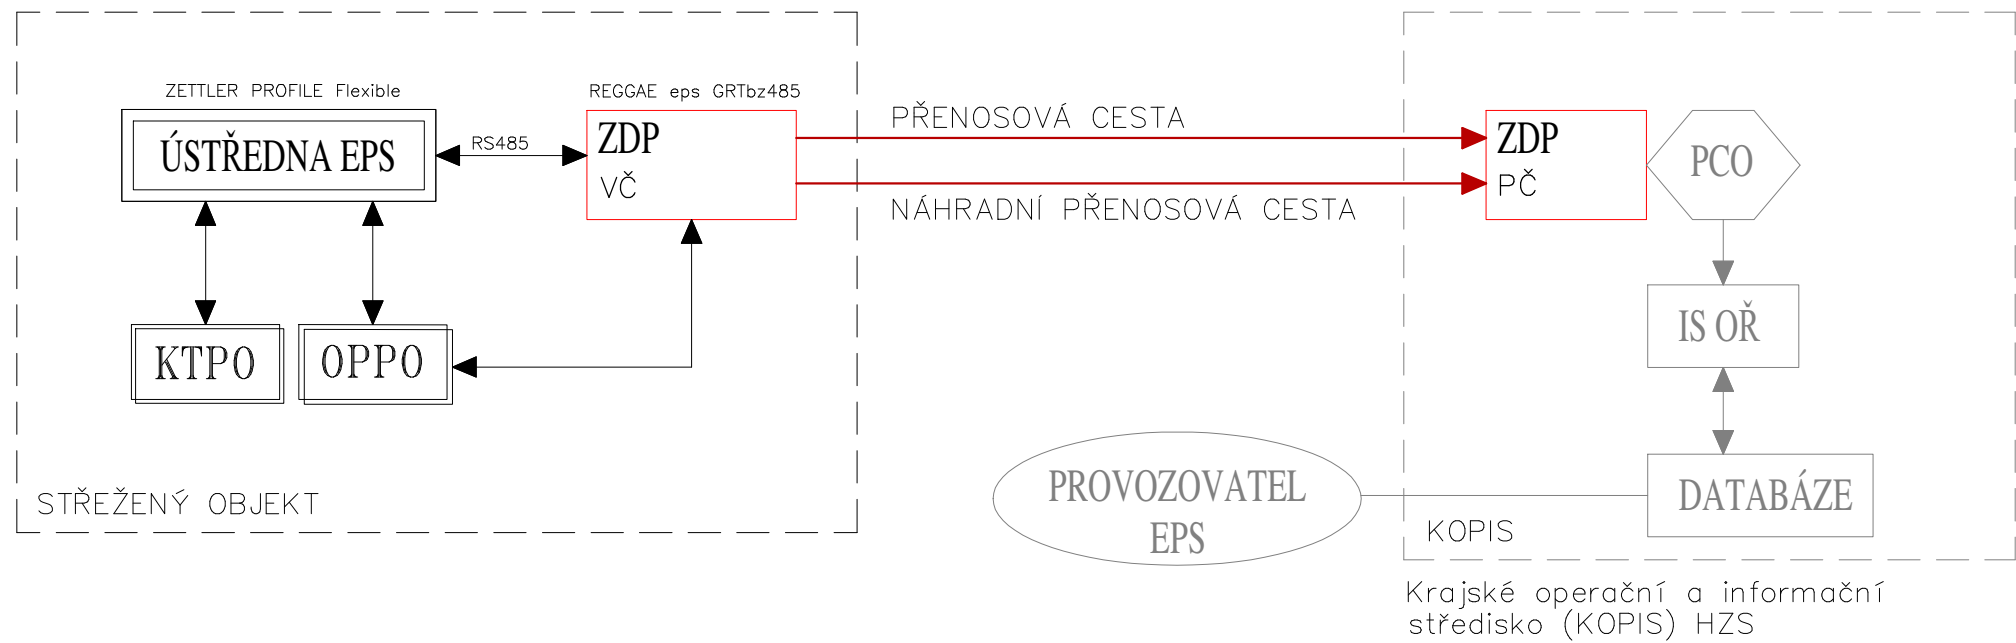 ZETTLER PROFILE Flexible
ÚSTŘEDNA EPS
RS485
REGGAE eps GRTbz485
ZDP
VČ
KTPO
OPPO
STŘEŽENÝ OBJEKT
PŘENOSOVÁ CESTA
NÁHRADNÍ PŘENOSOVÁ CESTA
ZDP
PČ
PCO
IS OŘ
DATABÁZE
PROVOZOVATEL
EPS
KOPIS
Krajské operační a informační
středisko (KOPIS) HZS